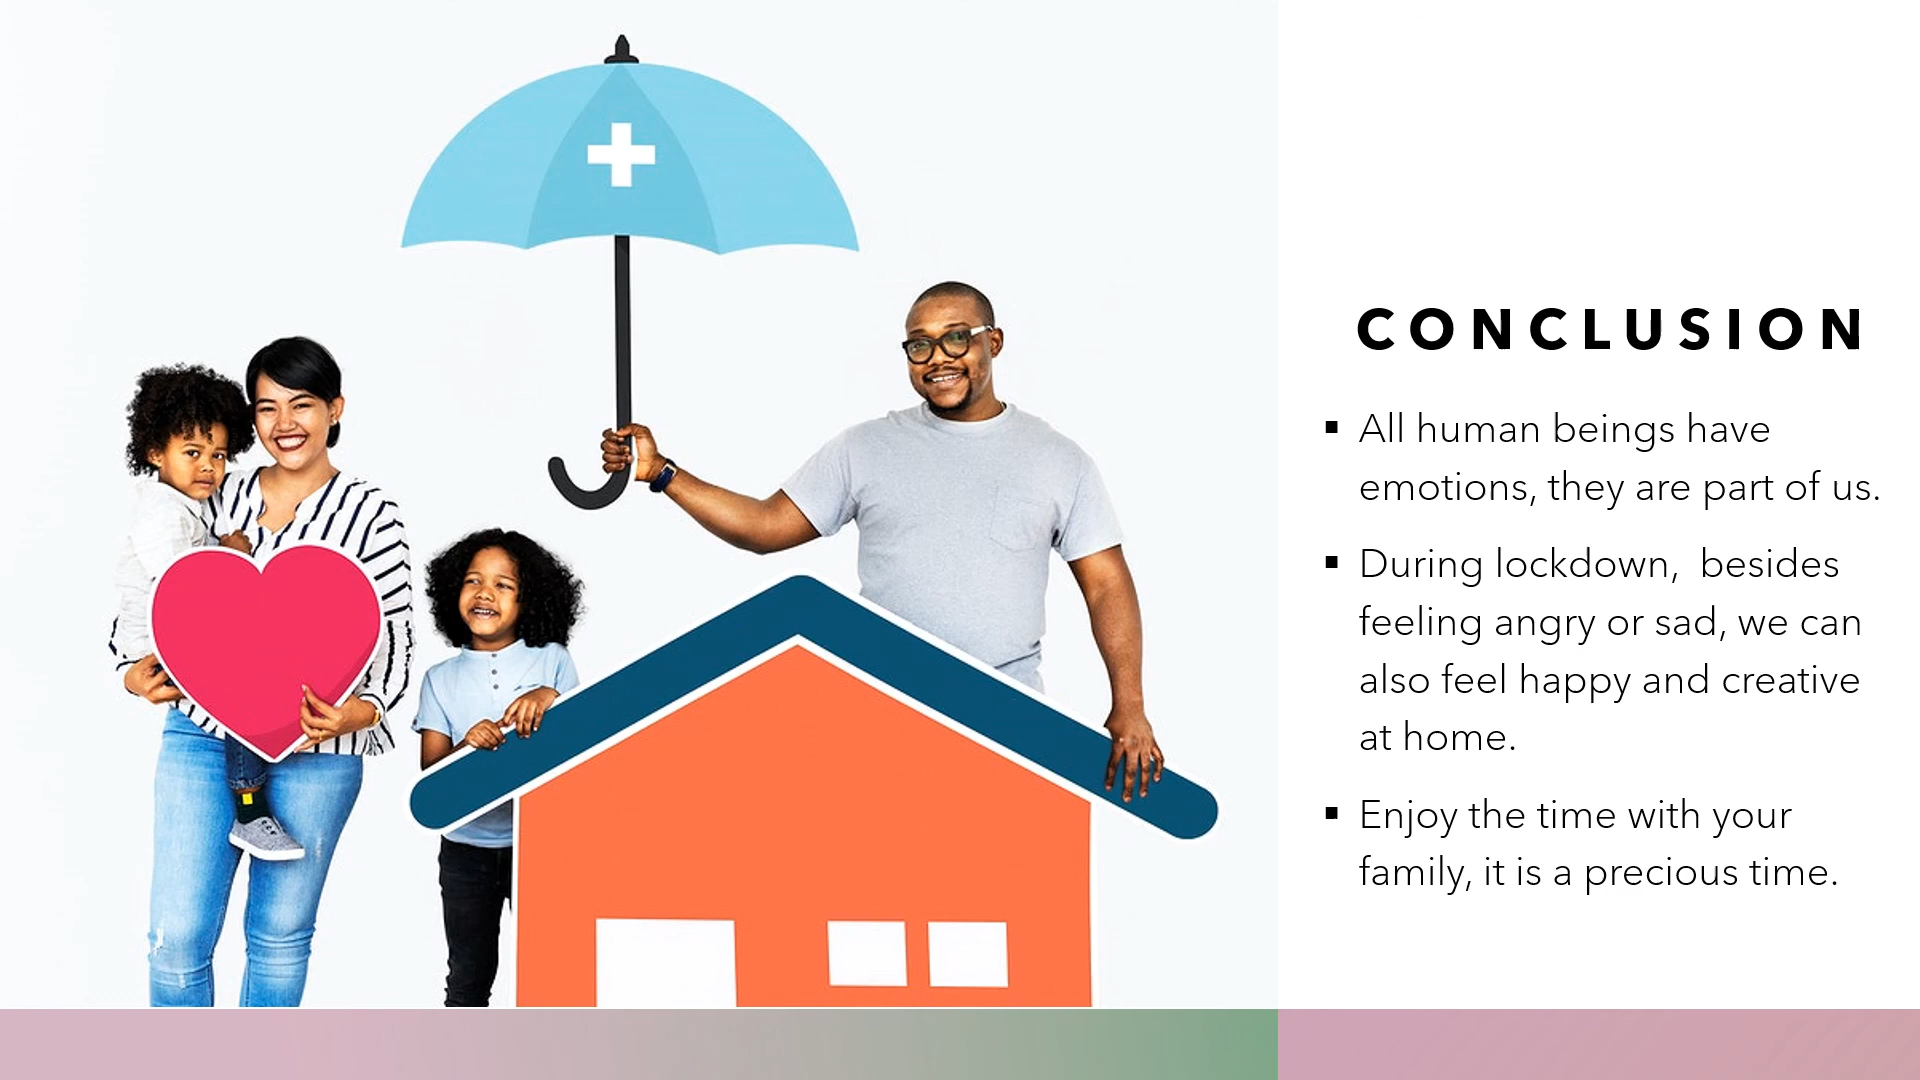 CONCLUSION
▪ All human beings have
emotions, they are part of us.
▪ During lockdown,  besides
feeling angry or sad, we can
also feel happy and creative
at home.
▪ Enjoy the time with your
family, it is a precious time.